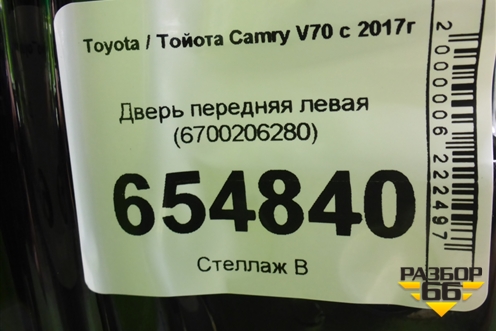 Toyota / Тойота Camry V70 с 2017г
Дверь передняя левая
(6700206280)
654840
Стеллаж В
2000006222497
РАЗБОР
66